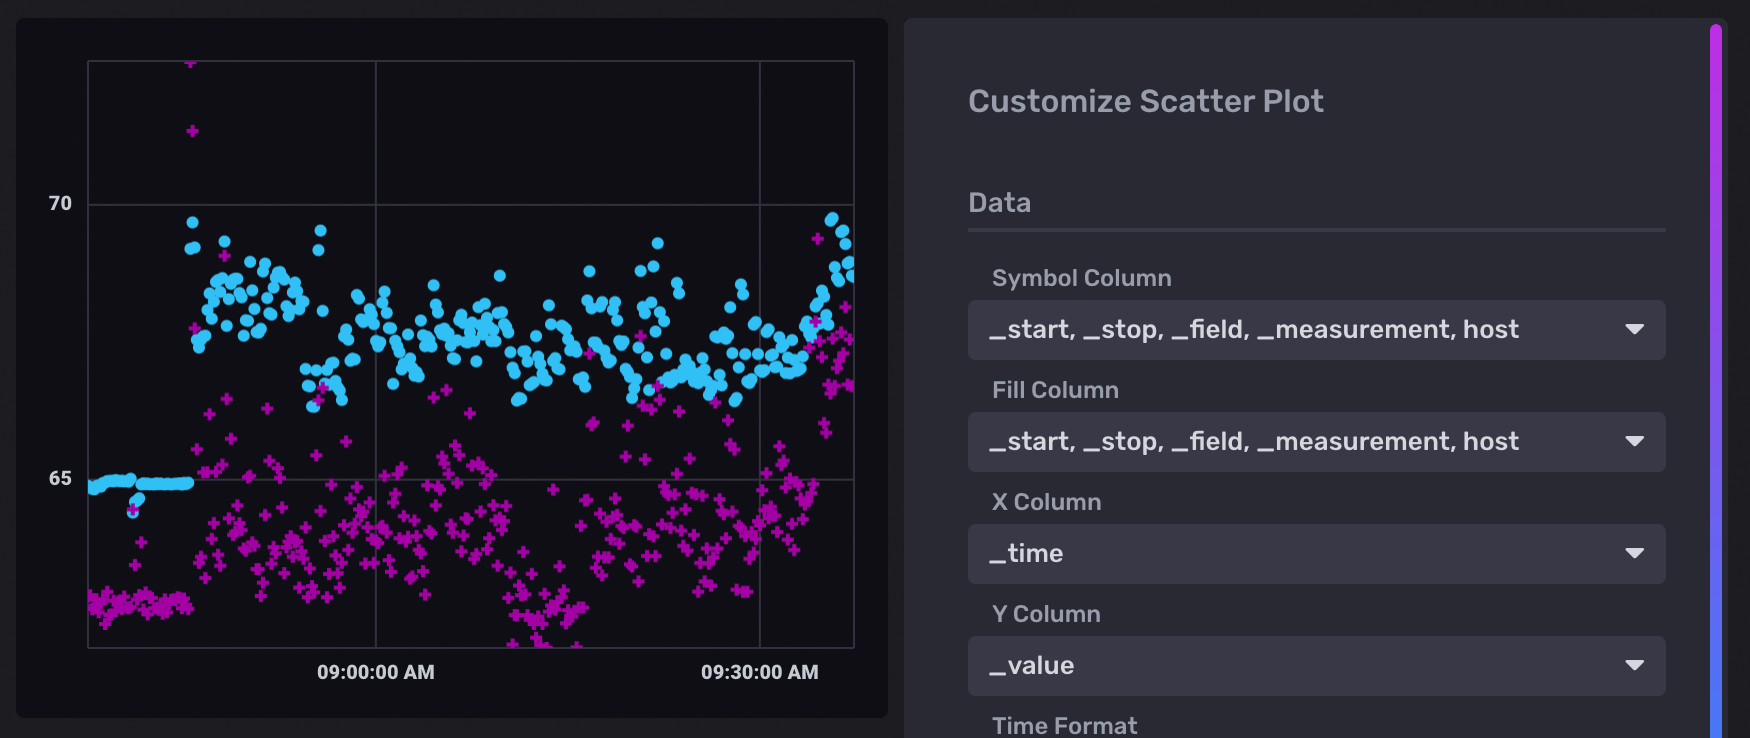 70
65
09:00:00 AM
09:30:00 AM
Customize Scatter Plot
Data
Symbol Column
_start, _stop, _field, _measurement, host
Fill Column
_start, _stop, _field, _measurement, host
X Column
_time
Y Column
_value
Time Format